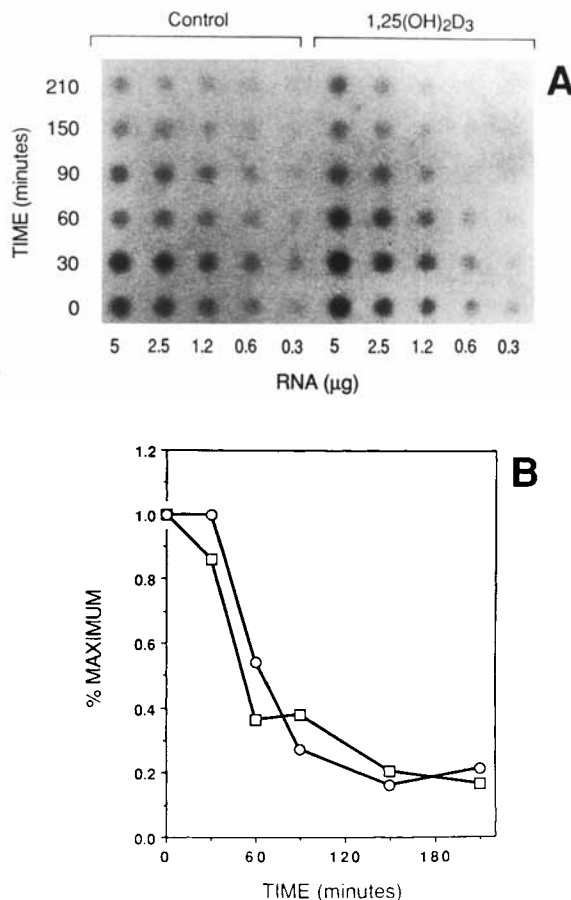 Control 1,25(OH)2D3
A
TIME (minutes)
210
150
90
60
30
0
5 2.5 1.2 0.6 0.3 5 2.5 1.2 0.6 0.3
RNA (μg)
B
% MAXIMUM
1.2
1.0
0.8
0.6
0.4
0.2
0.0
0 60 120 180
TIME (minutes)